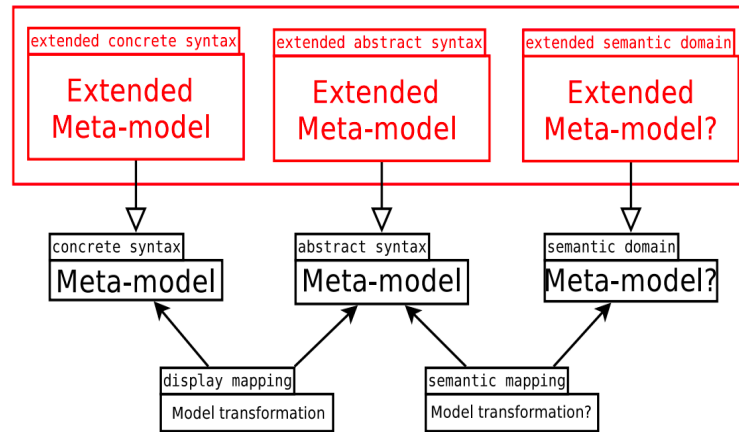 extended concrete syntax
Extended
Meta-model
extended abstract syntax
Extended
Meta-model
extended semantic domain
Extended
Meta-model?
concrete syntax
Meta-model
abstract syntax
Meta-model
semantic domain
Meta-model?
display mapping
Model transformation
semantic mapping
Model transformation?